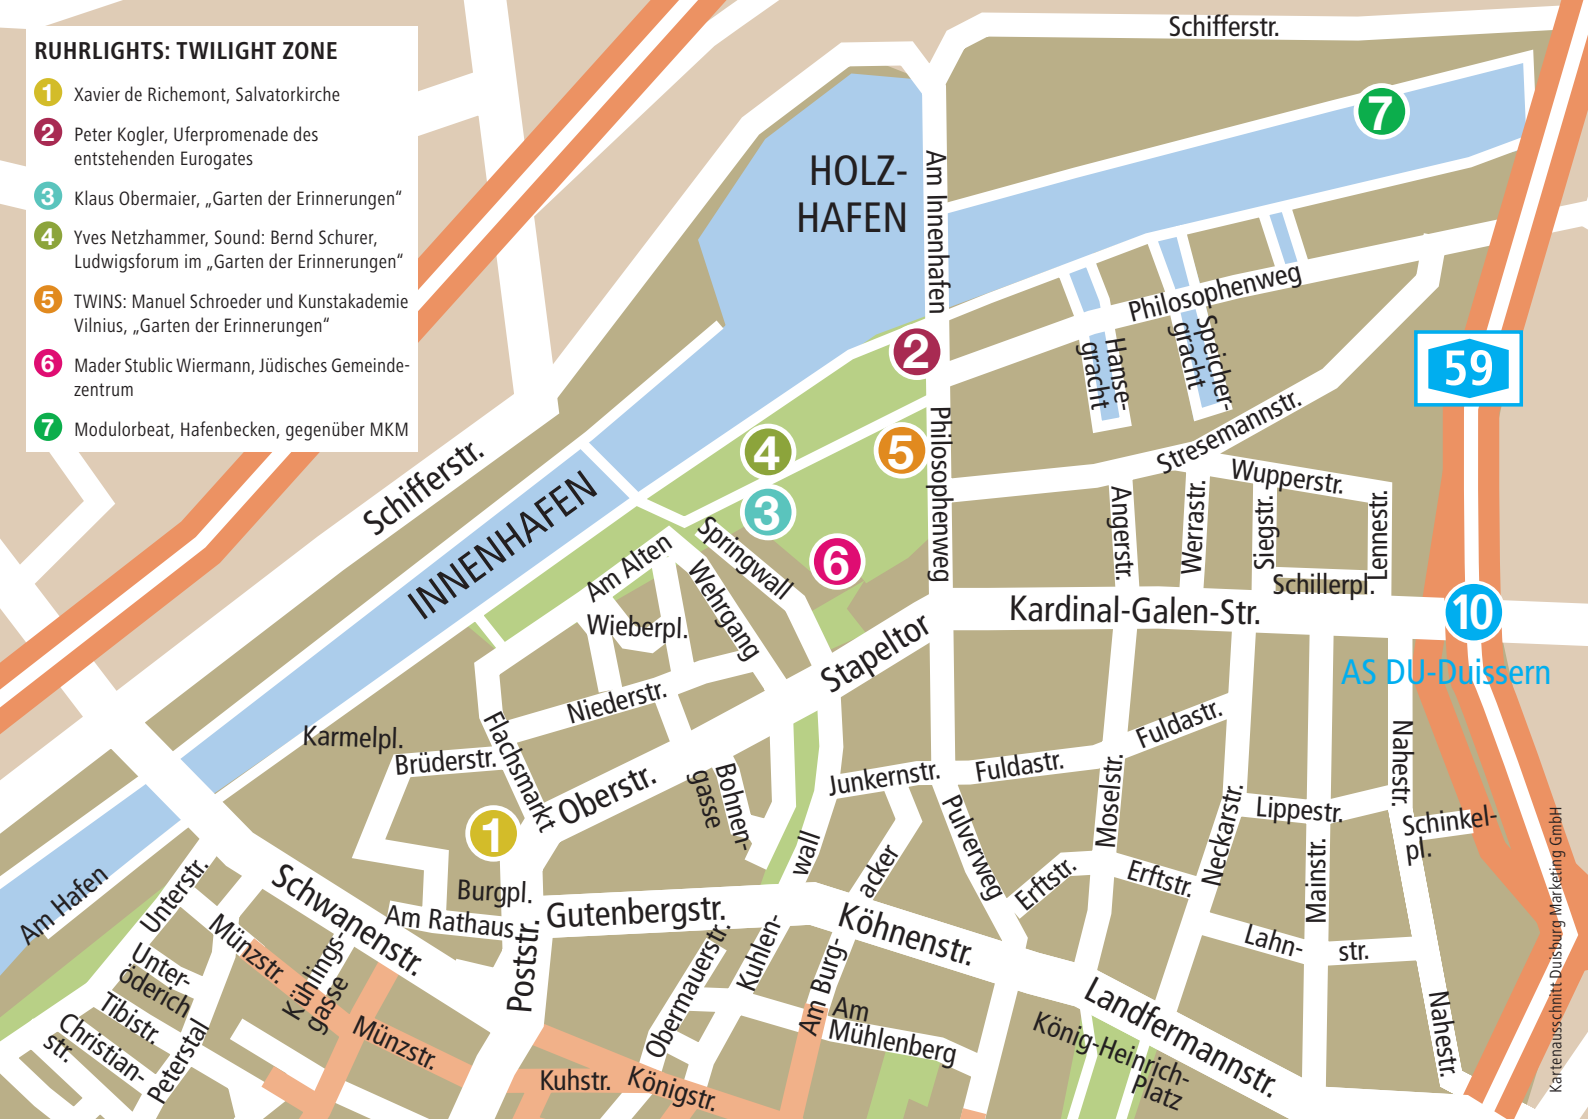 RUHRLIGHTS: TWILIGHT ZONE
1 Xavier de Richemont, Salvatorkirche
2 Peter Kogler, Uferpromenade des
entstehenden Eurogates
3 Klaus Obermaier, „Garten der Erinnerungen“
4 Yves Netzhammer, Sound: Bernd Schurer,
Ludwigsforum im „Garten der Erinnerungen“
5 TWINS: Manuel Schroeder und Kunstakademie
Vilnius, „Garten der Erinnerungen“
6 Mader Stublic Wiermann, Jüdisches Gemeinde-
zentrum
7 Modulorbeat, Hafenbecken, gegenüber MKM
Schifferstr.
7
HOLZ-
HAFEN
Am Innenhafen
Philosophenweg
Hanse-
gracht
Speicher-
gracht
2
59
Stresemannstr.
Schifferstr.
INNENHAFEN
4
5
3
6
Philosophenweg
Wupperstr.
Angerstr.
Werrastr.
Siegstr.
Lennestr.
Schillerpl.
Springwall
Am Alten
Wehrgang
Wieberpl.
Kardinal-Galen-Str.
10
AS DU-Duissern
Stapeltor
Niederstr.
Karmelpl.
Brüderstr.
Flachsmarkt
Oberstr.
Bohnen-
gasse
Junkernstr.
Fuldastr.
Fuldastr.
Moselstr.
Neckarstr.
Lippestr.
Nahestr.
Schinkel-
pl.
Mainstr.
1
Burgpl.
Am Rathaus
Poststr.
Gutenbergstr.
wall
acker
Pulverweg
Erftstr.
Erftstr.
Köhnenstr.
Lahn-
str.
Am Hafen
Unterstr.
Schwanenstr.
Münzstr.
Kühlings-
gasse
Unter-
öderich
Tibistr.
Christian-
str.
Peterstal
Münzstr.
Obermauerstr.
Kuhlen-
Am Burg-
Am
Mühlenberg
Landfermannstr.
König-Heinrich-
Platz
Nahestr.
Kuhstr.
Königstr.
Kartenausschnitt Duisburg Marketing GmbH